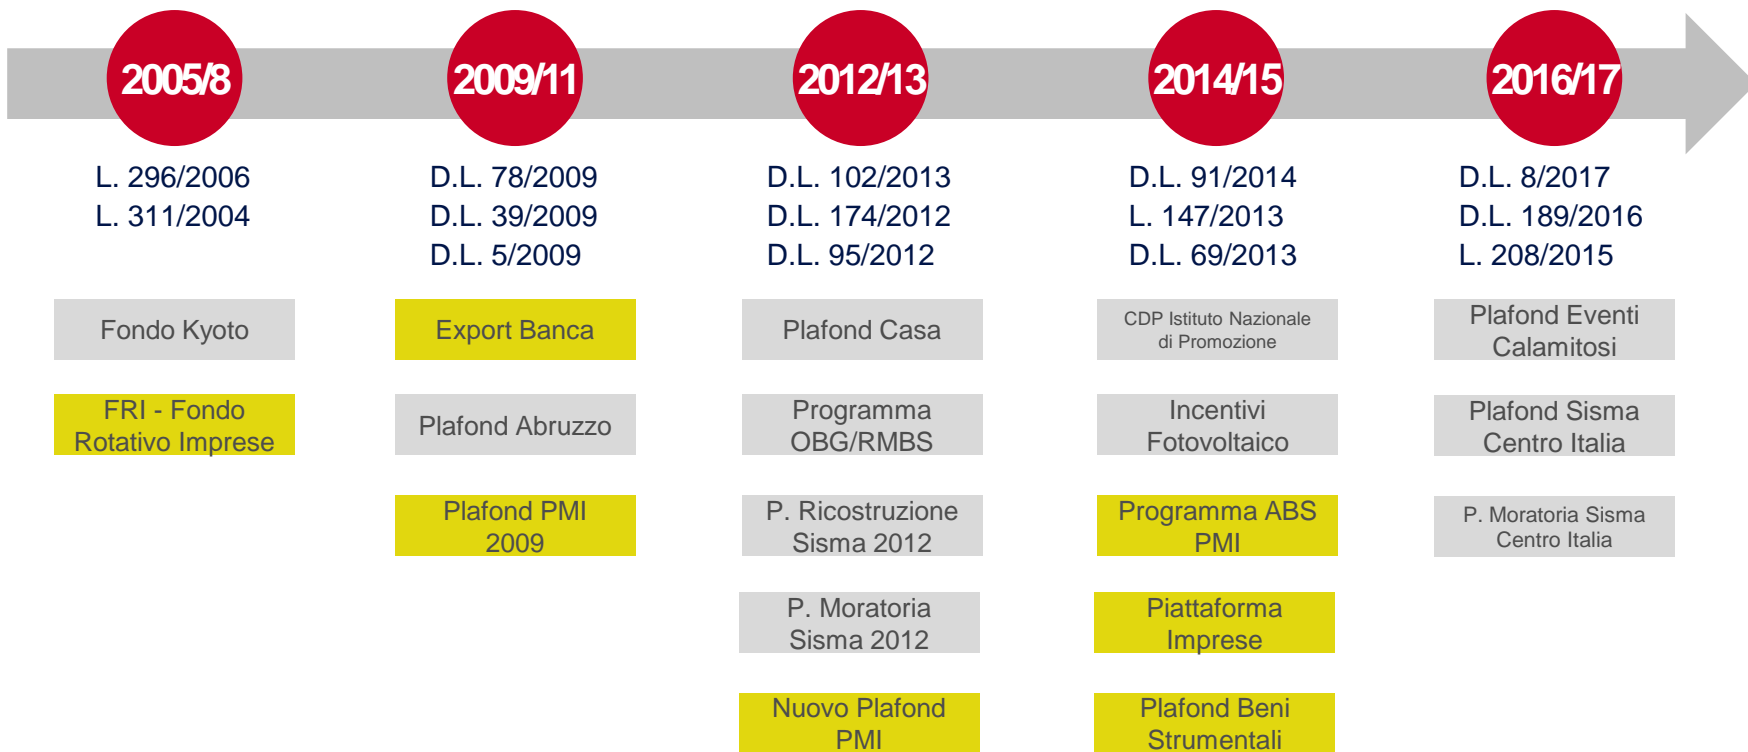 2005/8
2009/11
2012/13
2014/15
2016/17
L. 296/2006
L. 311/2004
D.L. 78/2009
D.L. 39/2009
D.L. 5/2009
D.L. 102/2013
D.L. 174/2012
D.L. 95/2012
D.L. 91/2014
L. 147/2013
D.L. 69/2013
D.L. 8/2017
D.L. 189/2016
L. 208/2015
Fondo Kyoto
FRI - Fondo
Rotativo Imprese
Export Banca
Plafond Abruzzo
Plafond PMI
2009
Plafond Casa
Programma
OBG/RMBS
P. Ricostruzione
Sisma 2012
P. Moratoria
Sisma 2012
Nuovo Plafond
PMI
CDP Istituto Nazionale
di Promozione
Incentivi
Fotovoltaico
Programma ABS
PMI
Piattaforma
Imprese
Plafond Beni
Strumentali
Plafond Eventi
Calamitosi
Plafond Sisma
Centro Italia
P. Moratoria Sisma
Centro Italia